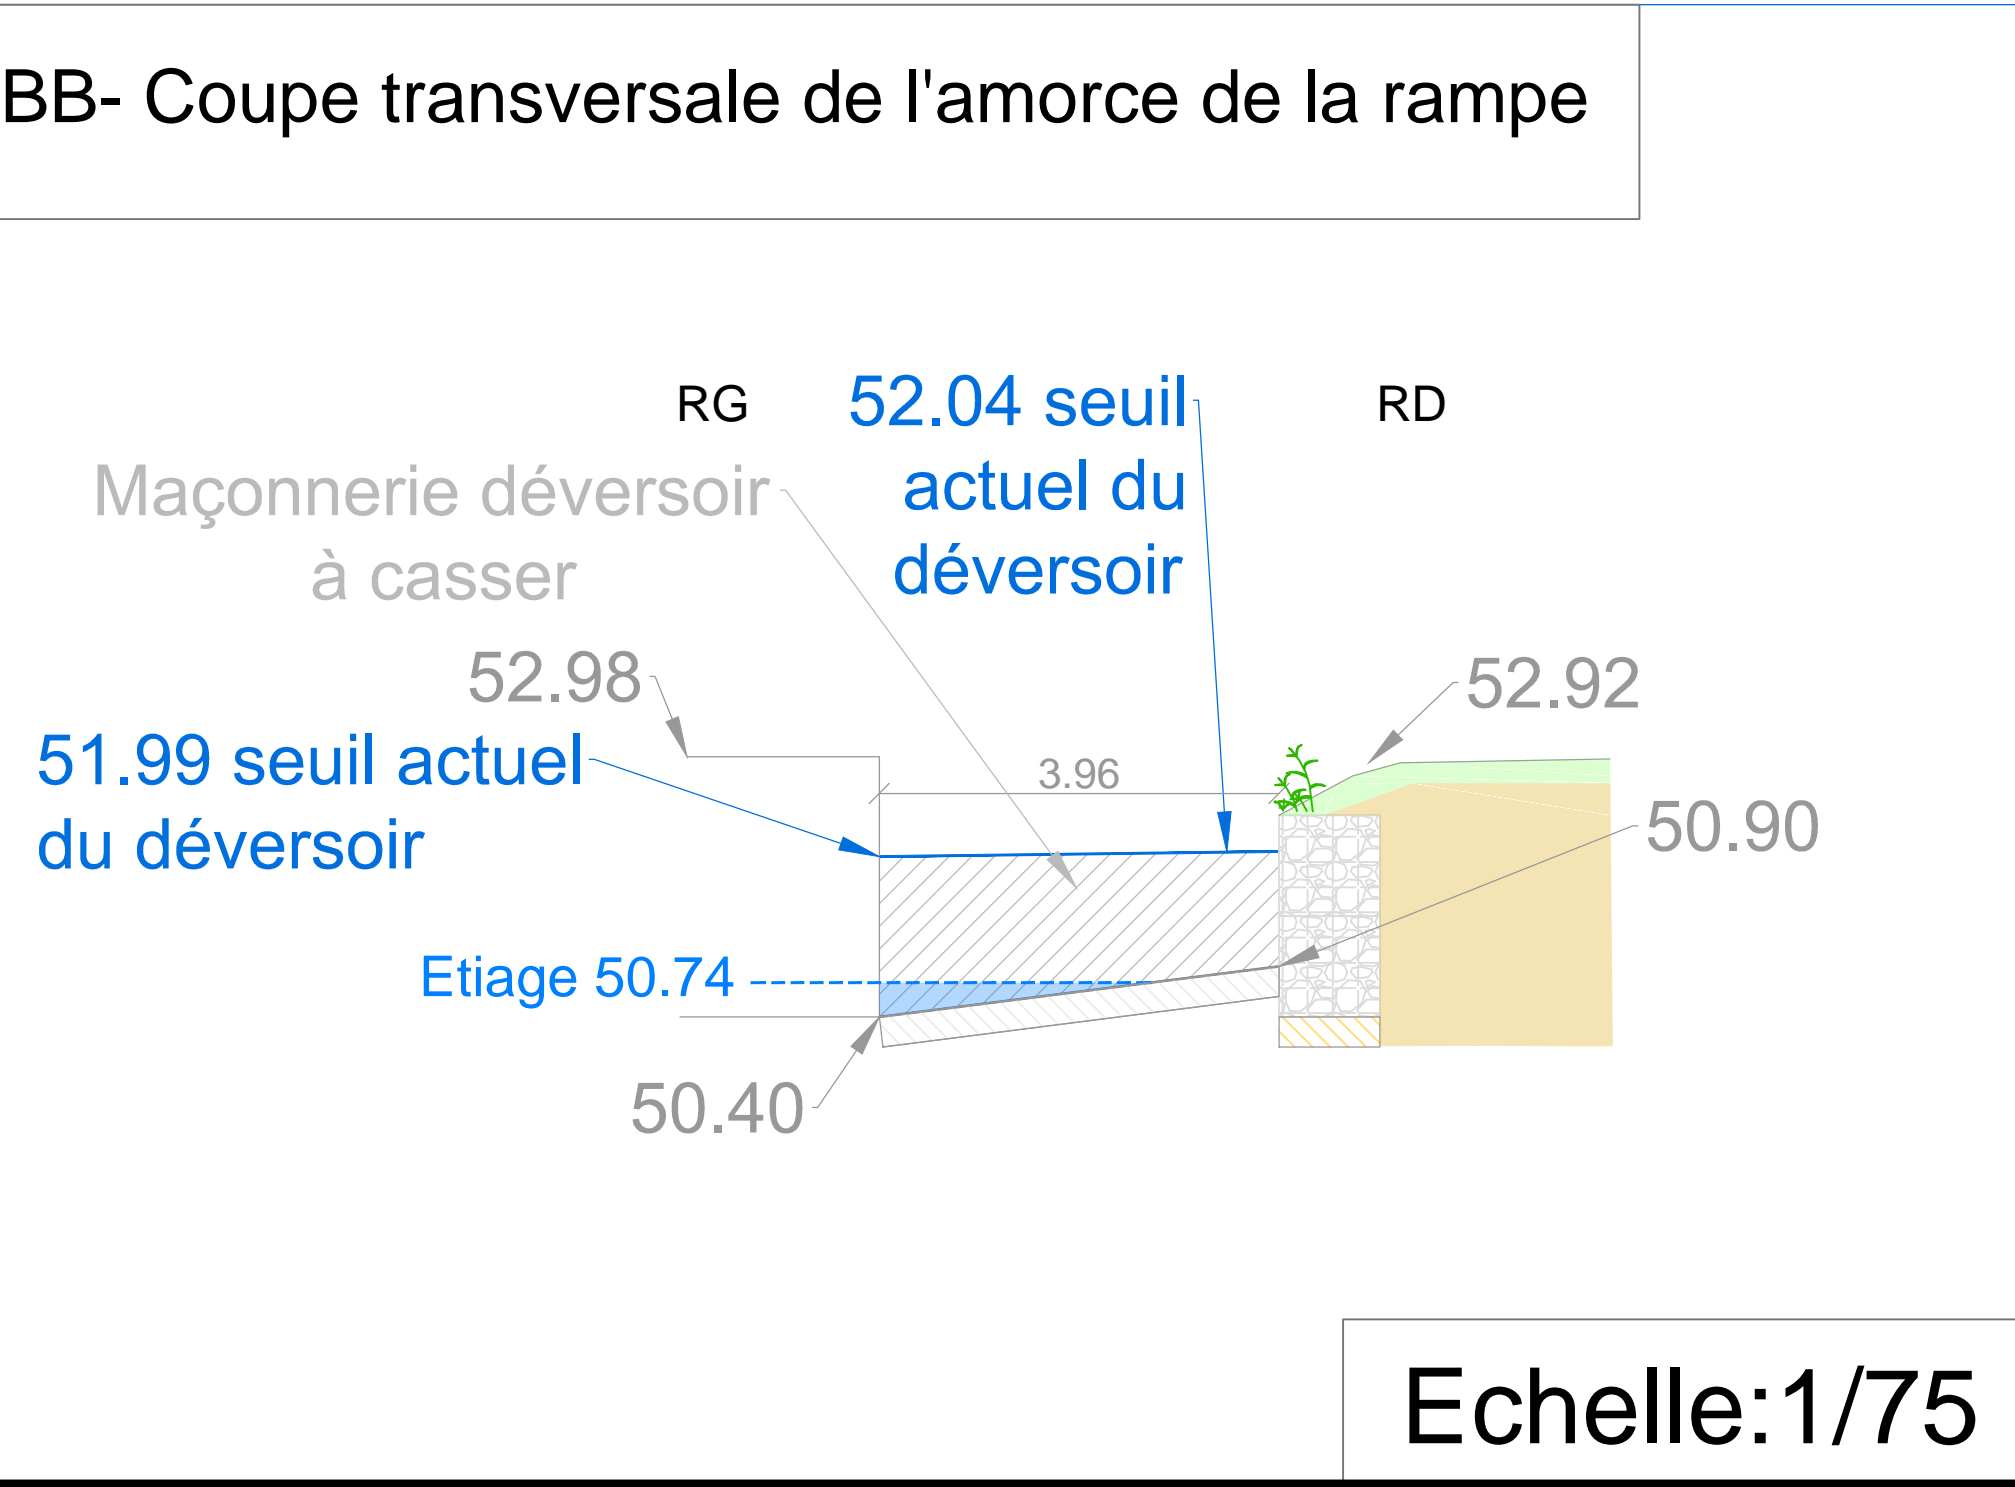 BB- Coupe transversale de l'amorce de la rampe
RG
52.04 seuil
actuel du
déversoir
RD
Maçonnerie déversoir
à casser
52.98
52.92
51.99 seuil actuel
du déversoir
3.96
50.90
Etiage 50.74
50.40
Echelle:1/75